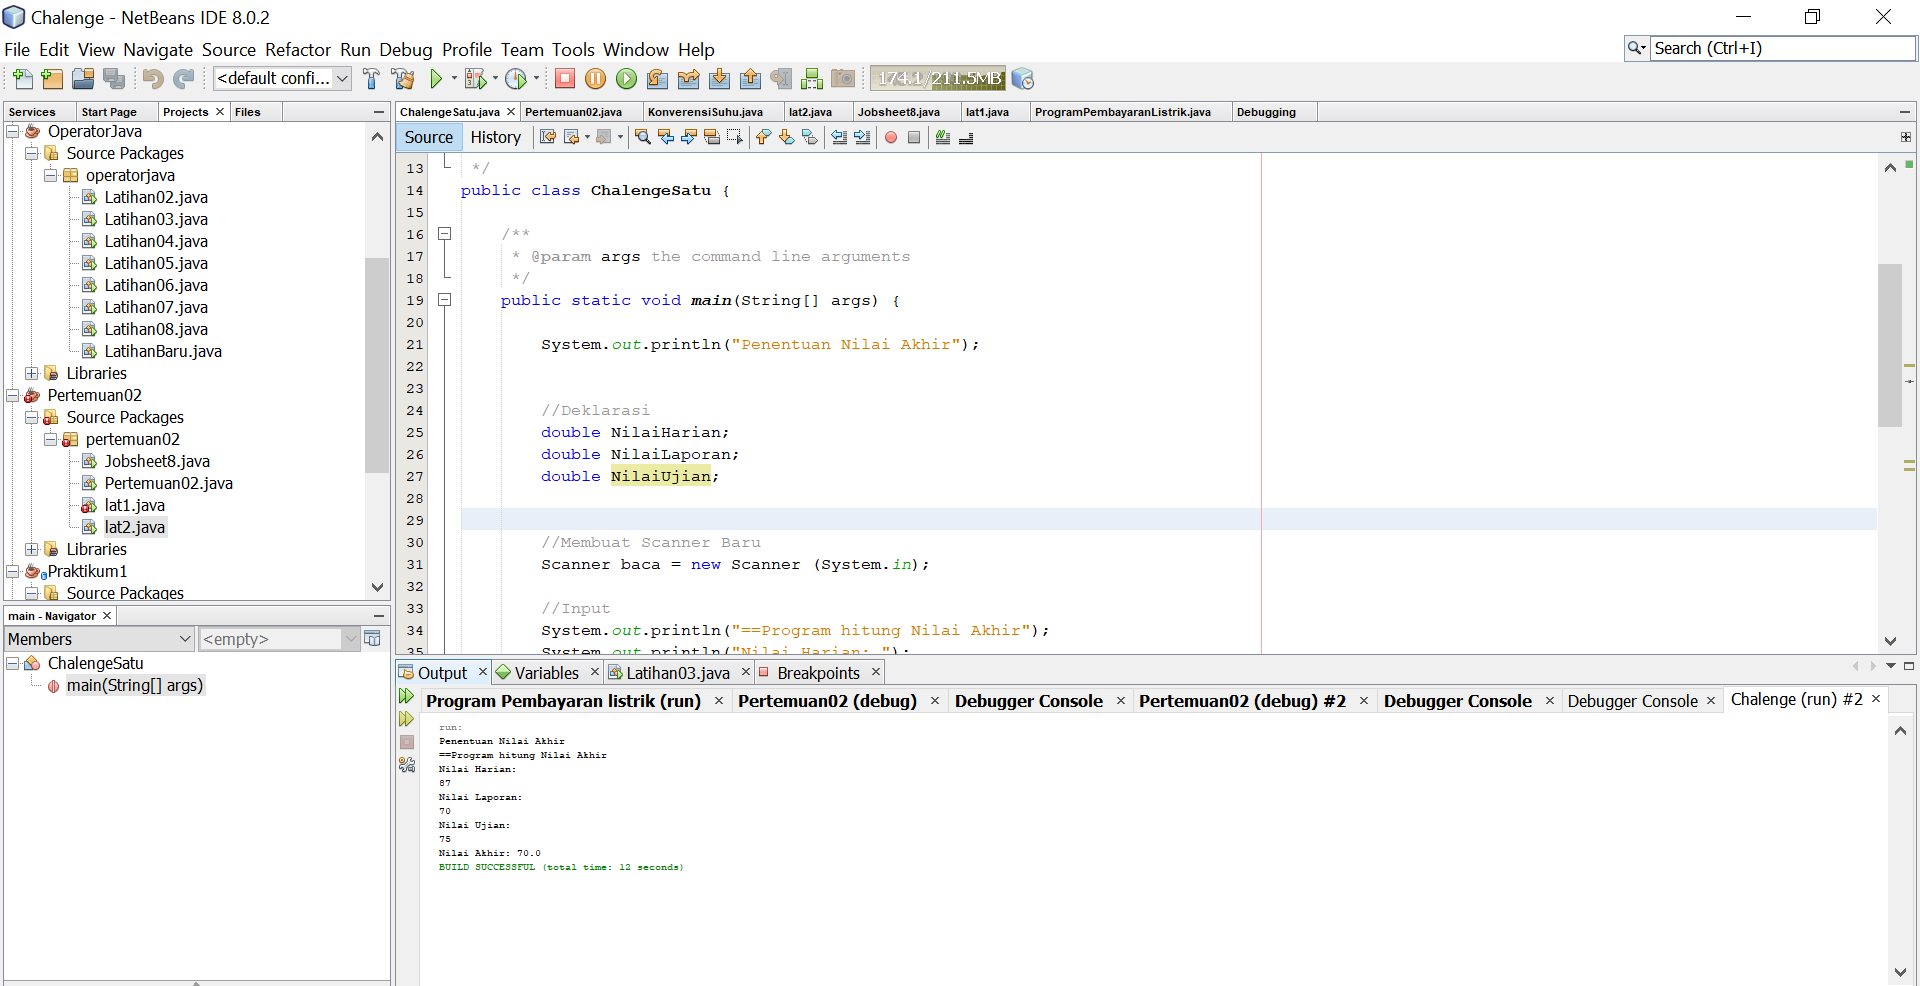 Chalenge - NetBeans IDE 8.0.2
File Edit View Navigate Source Refactor Run Debug Profile Team Tools Window Help
Search (Ctrl+I)
<default confi...
174.1/211.5MB
Services Start Page Projects Files
OperatorJava
Source Packages
operatorjava
Latihan02.java
Latihan03.java
Latihan04.java
Latihan05.java
Latihan06.java
Latihan07.java
Latihan08.java
LatihanBaru.java
Libraries
Pertemuan02
Source Packages
pertemuan02
Jobsheet8.java
Pertemuan02.java
lat1.java
lat2.java
Libraries
Praktikum1
Source Packages
main - Navigator
Members <empty>
ChalengeSatu
main(String[] args)
ChalengeSatu.java Pertemuan02.java KonverensiSuhu.java lat2.java Jobsheet8.java lat1.java ProgramPembayaranListrik.java Debugging
Source History
13 */
14 public class ChalengeSatu {
15
16 /**
17 * @param args the command line arguments
18 */
19 public static void main(String[] args) {
20
21 System.out.println("Penentuan Nilai Akhir");
22
23
24 //Deklarasi
25 double NilaiHarian;
26 double NilaiLaporan;
27 double NilaiUjian;
28
29
30 //Membuat Scanner Baru
31 Scanner baca = new Scanner (System.in);
32
33 //Input
34 System.out.println("==Program hitung Nilai Akhir");
35 System.out.println("Nilai Harian: ");
Output Variables Latihan03.java Breakpoints
Program Pembayaran listrik (run) Pertemuan02 (debug) Debugger Console Pertemuan02 (debug) #2 Debugger Console Debugger Console Chalenge (run) #2
run:
Penentuan Nilai Akhir
==Program hitung Nilai Akhir
Nilai Harian:
87
Nilai Laporan:
70
Nilai Ujian:
75
Nilai Akhir: 70.0
BUILD SUCCESSFUL (total time: 12 seconds)